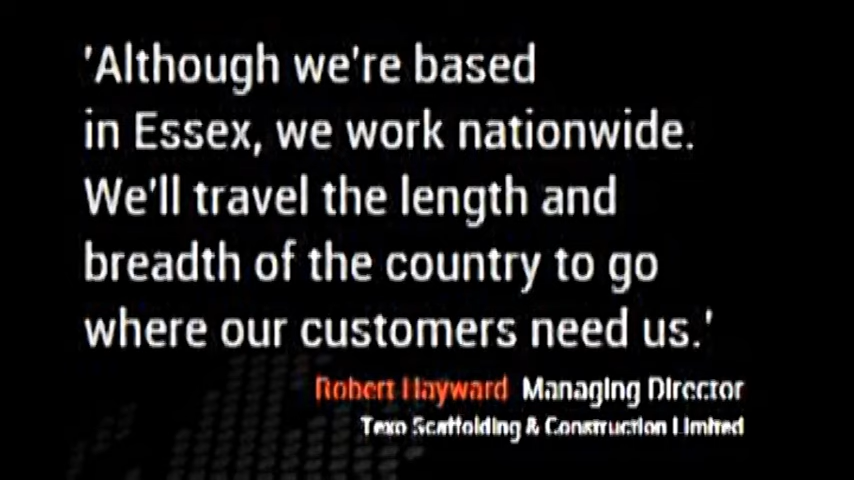 'Although we're based
in Essex, we work nationwide.
We'll travel the length and
breadth of the country to go
where our customers need us.'
Robert Hayward Managing Director
Texo Scaffolding & Construction Limited